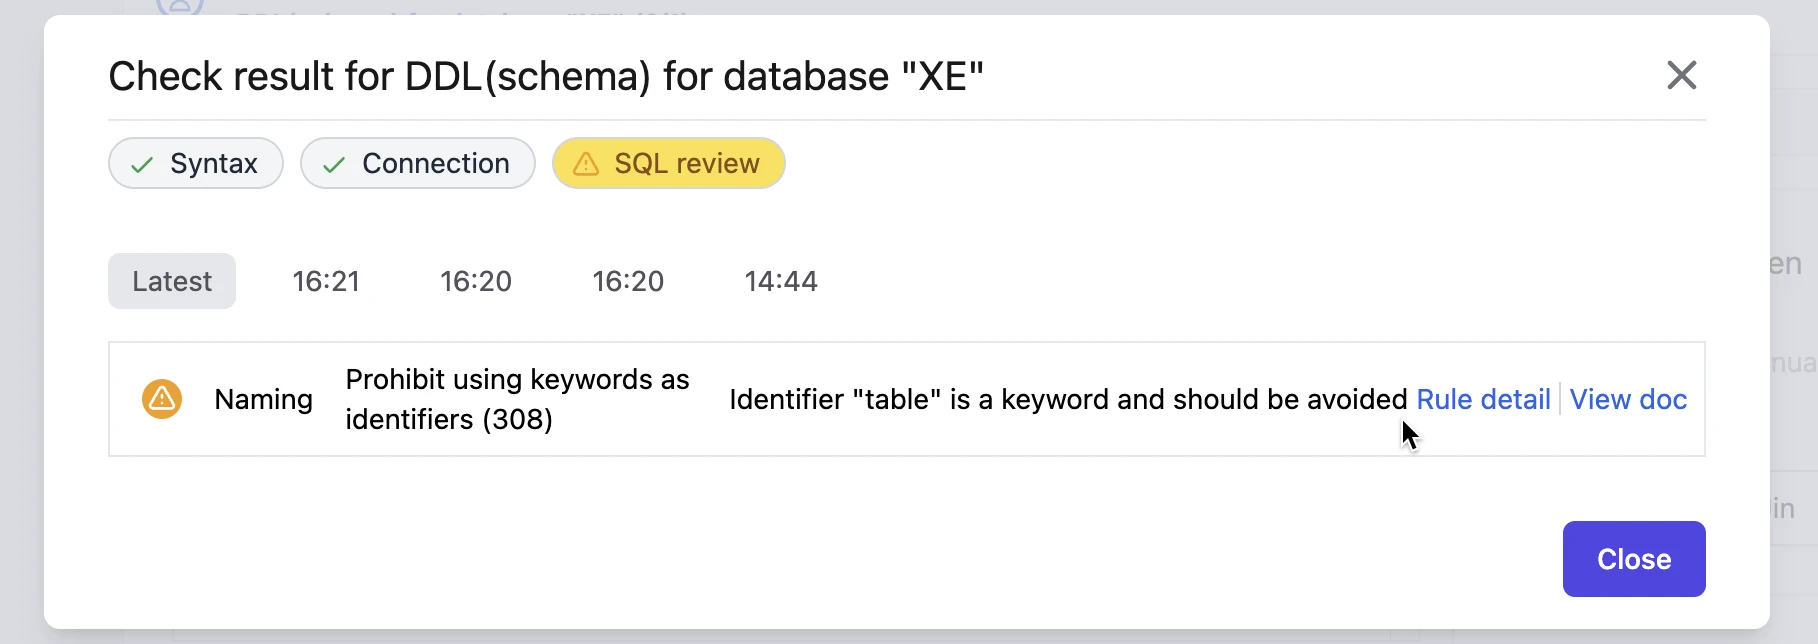 Check result for DDL(schema) for database "XE"
Syntax
Connection
SQL review
Latest
16:21
16:20
16:20
14:44
Naming
Prohibit using keywords as
identifiers (308)
Identifier "table" is a keyword and should be avoided Rule detail View doc
Close
en
nua
in